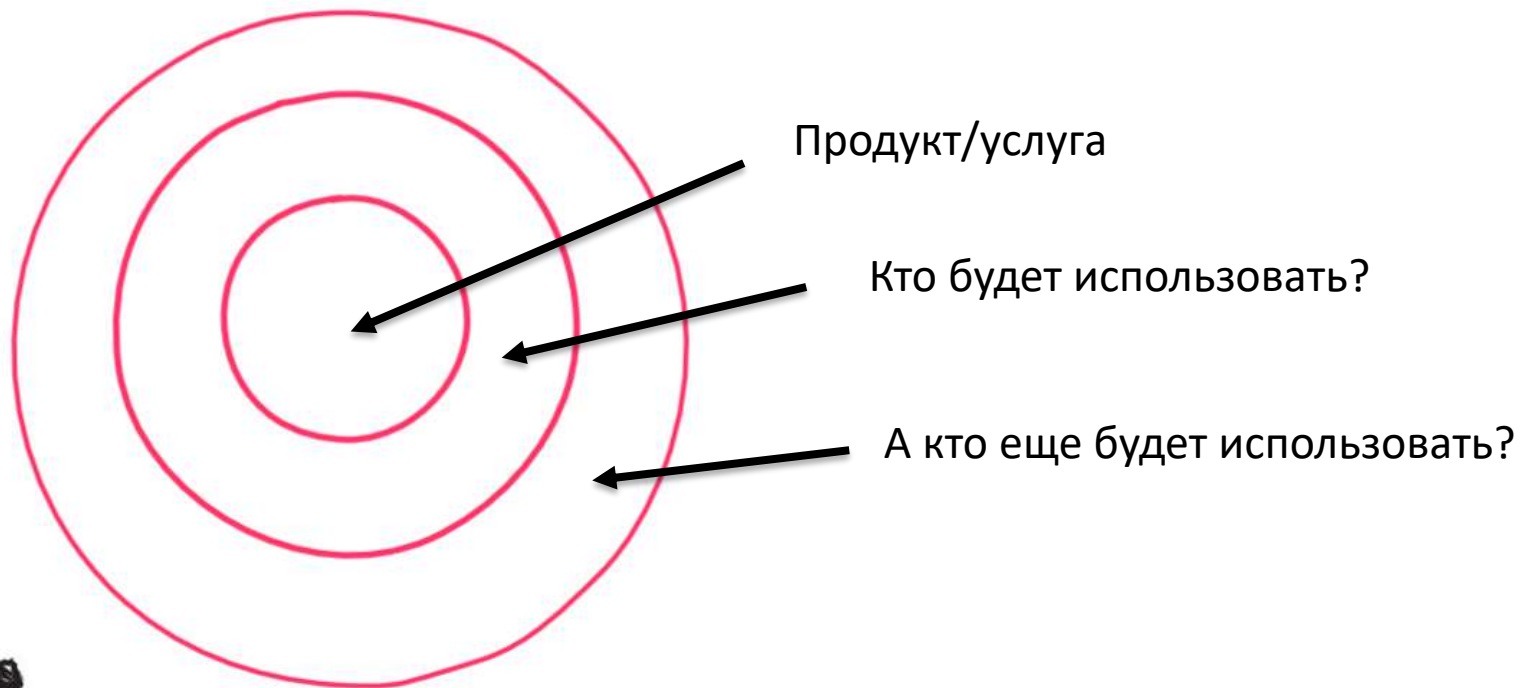 Продукт/услуга
Кто будет использовать?
А кто еще будет использовать?